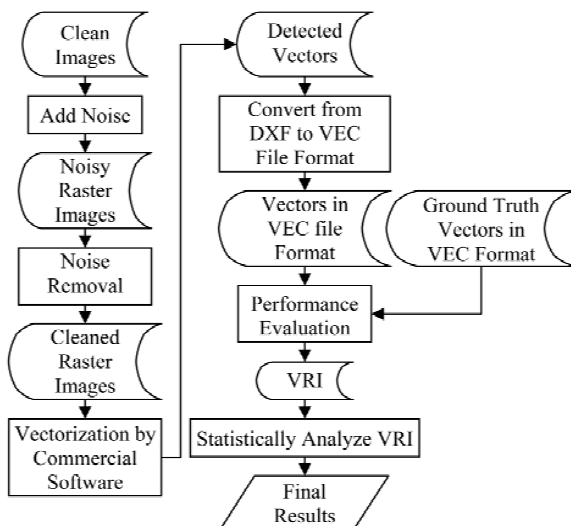 Clean
Images
Add Noise
Noisy
Raster
Images
Noise
Removal
Cleaned
Raster
Images
Vectorization by
Commercial
Software
Detected
Vectors
Convert from
DXF to VEC
File Format
Vectors in
VEC file
Format
Ground Truth
Vectors in
VEC Format
Performance
Evaluation
VRI
Statistically Analyze VRI
Final
Results